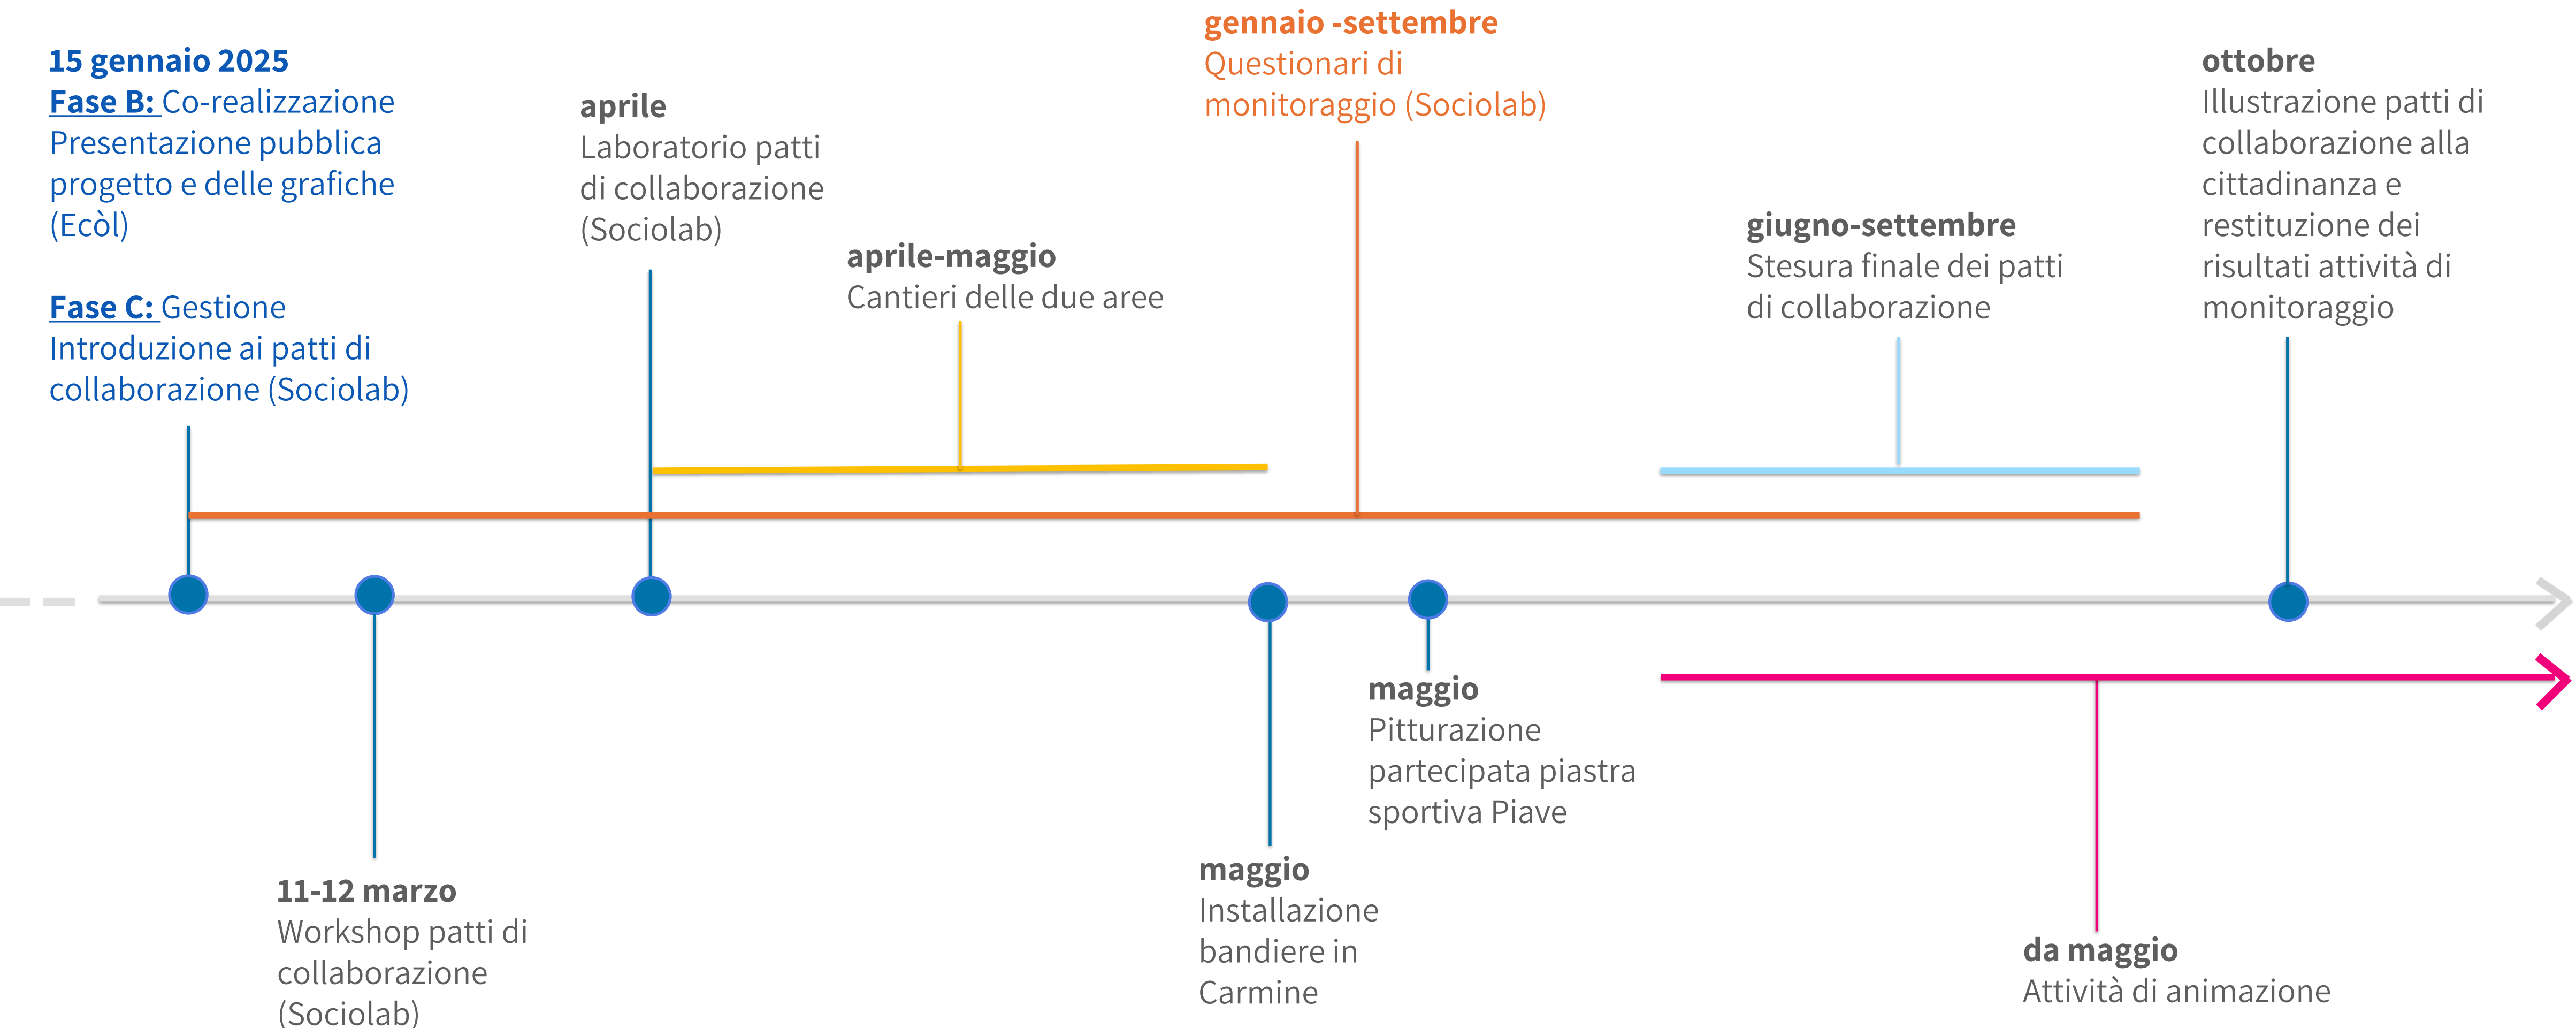 15 gennaio 2025
Fase B: Co-realizzazione
Presentazione pubblica
progetto e delle grafiche
(Ecòl)
Fase C: Gestione
Introduzione ai patti di
collaborazione (Sociolab)
11-12 marzo
Workshop patti di
collaborazione
(Sociolab)
aprile
Laboratorio patti
di collaborazione
(Sociolab)
aprile-maggio
Cantieri delle due aree
gennaio -settembre
Questionari di
monitoraggio (Sociolab)
maggio
Installazione
bandiere in
Carmine
maggio
Pitturazione
partecipata piastra
sportiva Piave
giugno-settembre
Stesura finale dei patti
di collaborazione
da maggio
Attività di animazione
ottobre
Illustrazione patti di
collaborazione alla
cittadinanza e
restituzione dei
risultati attività di
monitoraggio